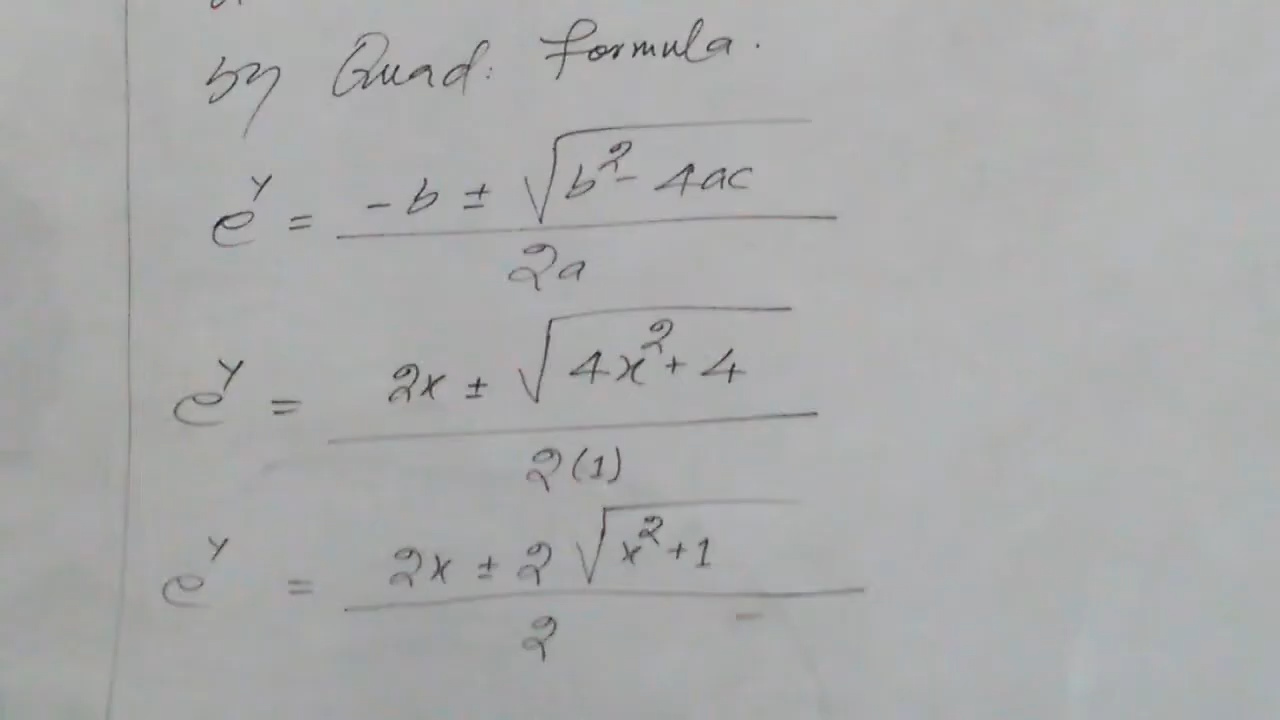 by Quad. Formula.
e^y = (-b ± √(b² - 4ac)) / 2a
e^y = (2x ± √(4x² + 4)) / 2(1)
e^y = (2x ± 2√(x² + 1)) / 2